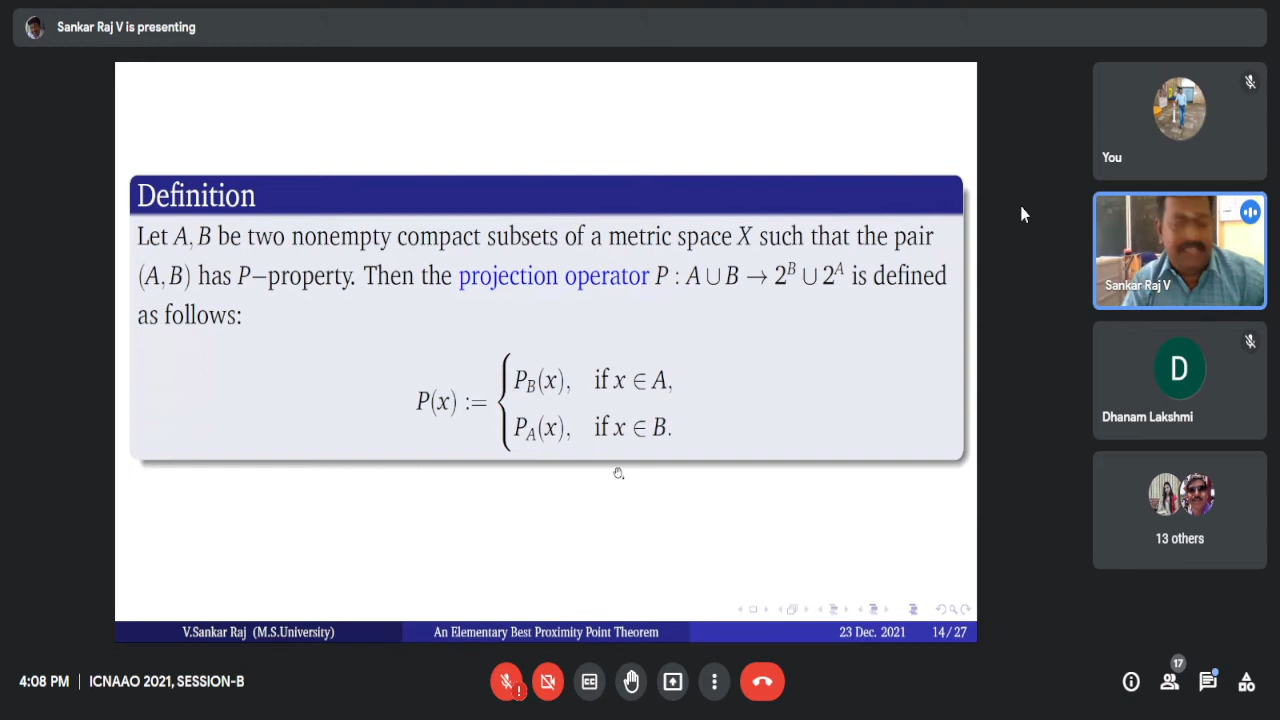 Sankar Raj V is presenting
Definition
Let A, B be two nonempty compact subsets of a metric space X such that the pair
(A, B) has P−property. Then the projection operator P : A ∪ B → 2^B ∪ 2^A is defined
as follows:
P(x) := { P_B(x), if x ∈ A,
P_A(x), if x ∈ B.
V.Sankar Raj (M.S.University) An Elementary Best Proximity Point Theorem 23 Dec. 2021 14 / 27
You
Sankar Raj V
D
Dhanam Lakshmi
13 others
4:08 PM | ICNAAO 2021, SESSION-B
!
CC
17